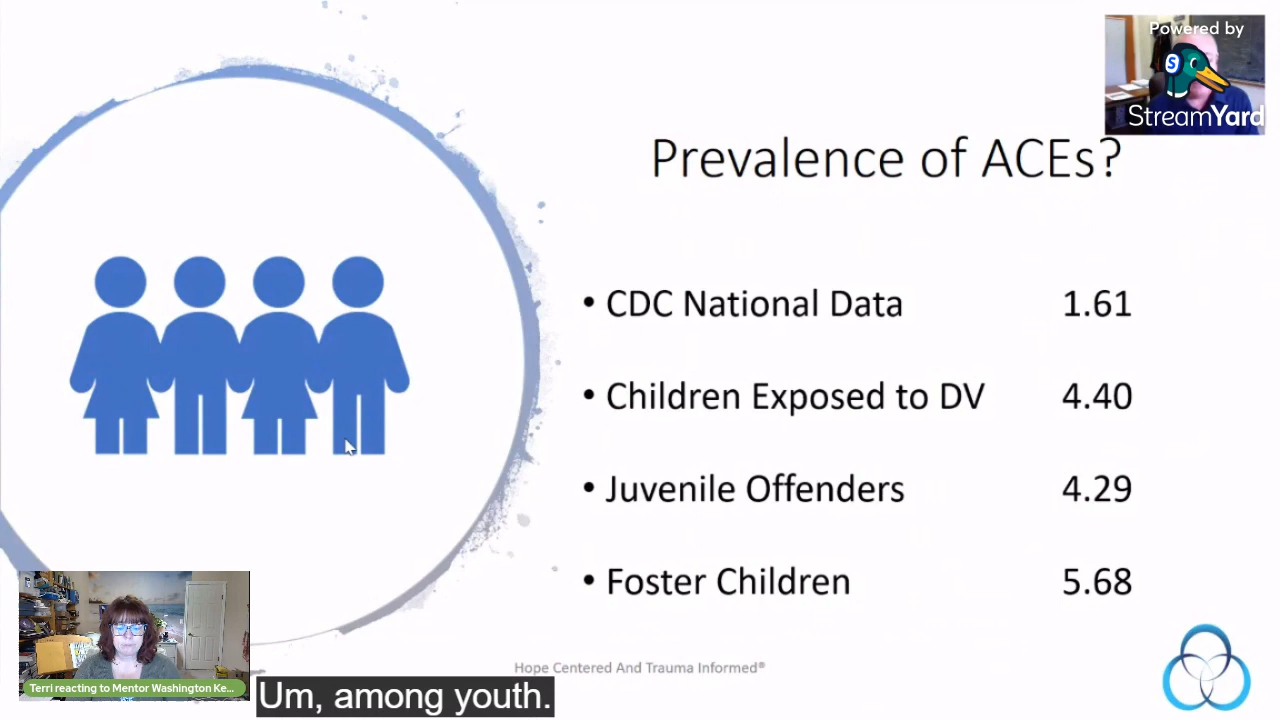 Powered by
S
StreamYard
Prevalence of ACEs?
• CDC National Data 1.61
• Children Exposed to DV 4.40
• Juvenile Offenders 4.29
• Foster Children 5.68
Hope Centered And Trauma Informed®
Terri reacting to Mentor Washington Ke...
Um, among youth.